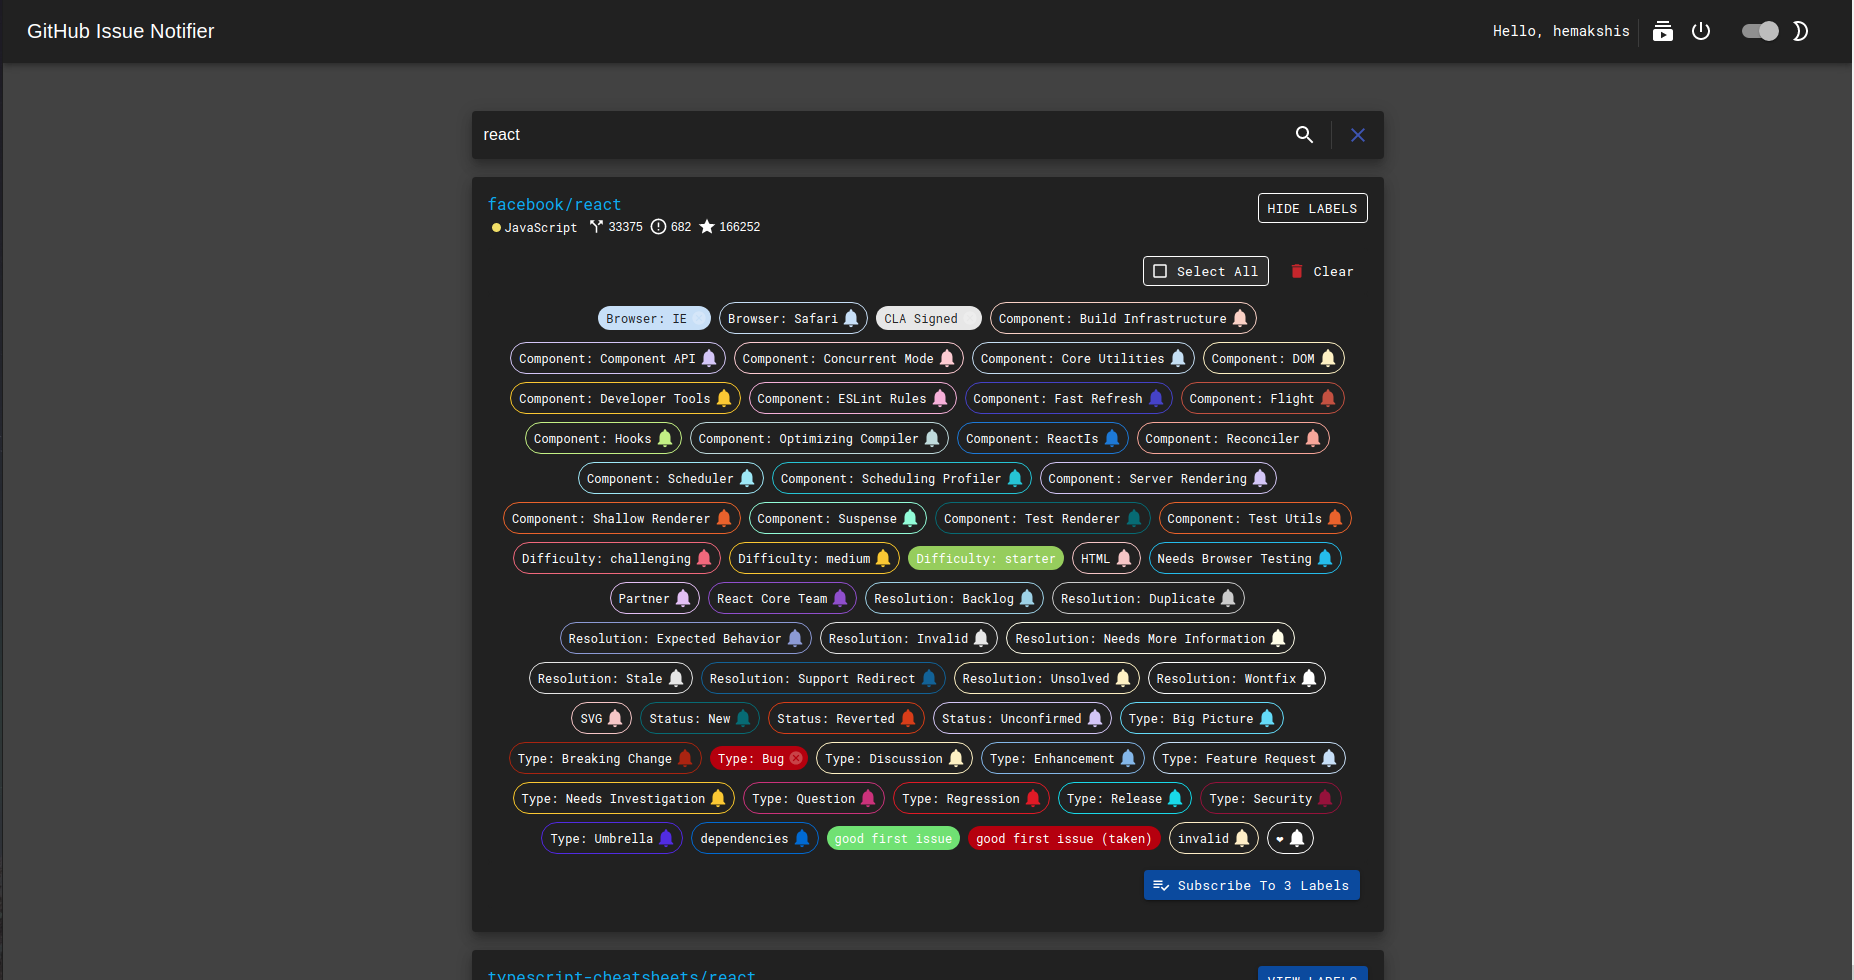 GitHub Issue Notifier
Hello, hemakshis
react
facebook/react
HIDE LABELS
JavaScript 33375 682 166252
Select All Clear
Browser: IE Browser: Safari CLA Signed Component: Build Infrastructure
Component: Component API Component: Concurrent Mode Component: Core Utilities Component: DOM
Component: Developer Tools Component: ESLint Rules Component: Fast Refresh Component: Flight
Component: Hooks Component: Optimizing Compiler Component: ReactIs Component: Reconciler
Component: Scheduler Component: Scheduling Profiler Component: Server Rendering
Component: Shallow Renderer Component: Suspense Component: Test Renderer Component: Test Utils
Difficulty: challenging Difficulty: medium Difficulty: starter HTML Needs Browser Testing
Partner React Core Team Resolution: Backlog Resolution: Duplicate
Resolution: Expected Behavior Resolution: Invalid Resolution: Needs More Information
Resolution: Stale Resolution: Support Redirect Resolution: Unsolved Resolution: Wontfix
SVG Status: New Status: Reverted Status: Unconfirmed Type: Big Picture
Type: Breaking Change Type: Bug Type: Discussion Type: Enhancement Type: Feature Request
Type: Needs Investigation Type: Question Type: Regression Type: Release Type: Security
Type: Umbrella dependencies good first issue good first issue (taken) invalid ❤
Subscribe To 3 Labels
typescript-cheatsheets/react
VIEW LABELS